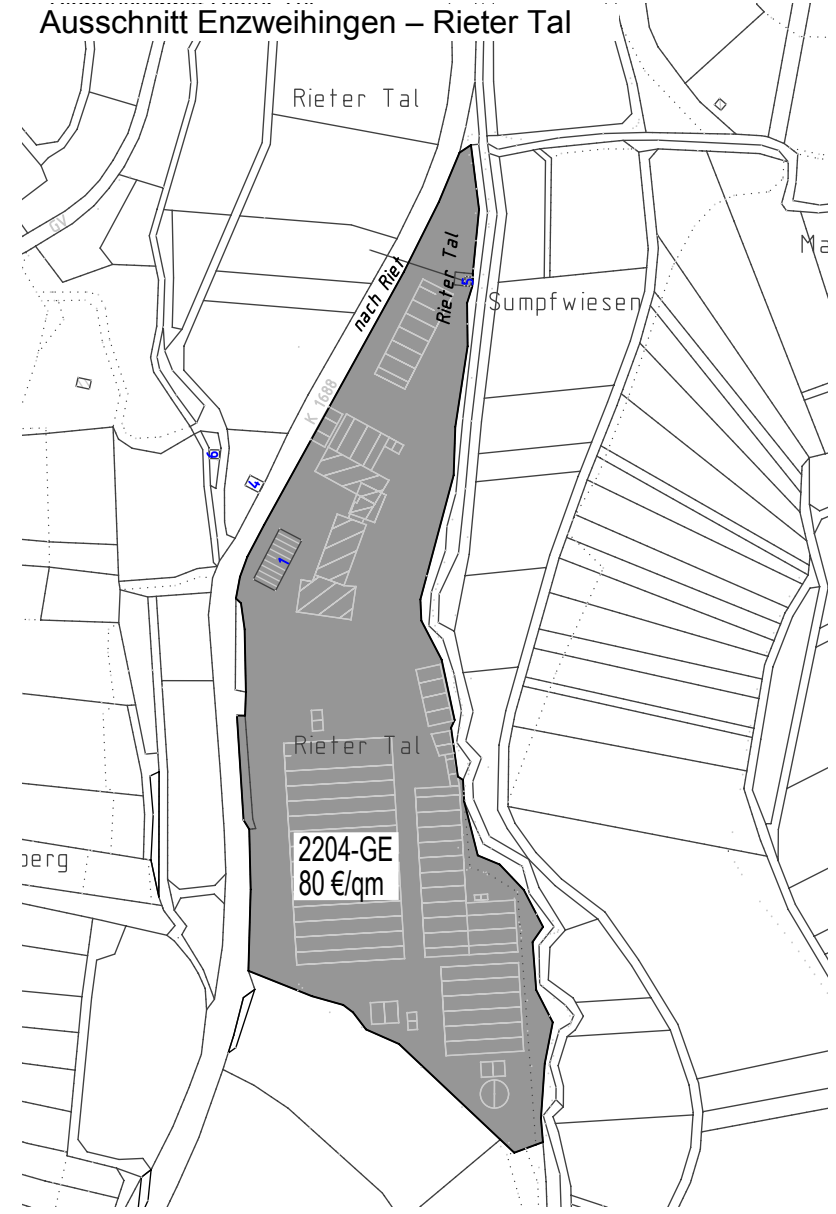 Ausschnitt Enzweihingen – Rieter Tal
Rieter Tal
GV
Ma
Rieter Tal
nach Riet
5
Sumpfwiesen
K 1688
6
4
1
Rieter Tal
2204-GE
80 €/qm
berg